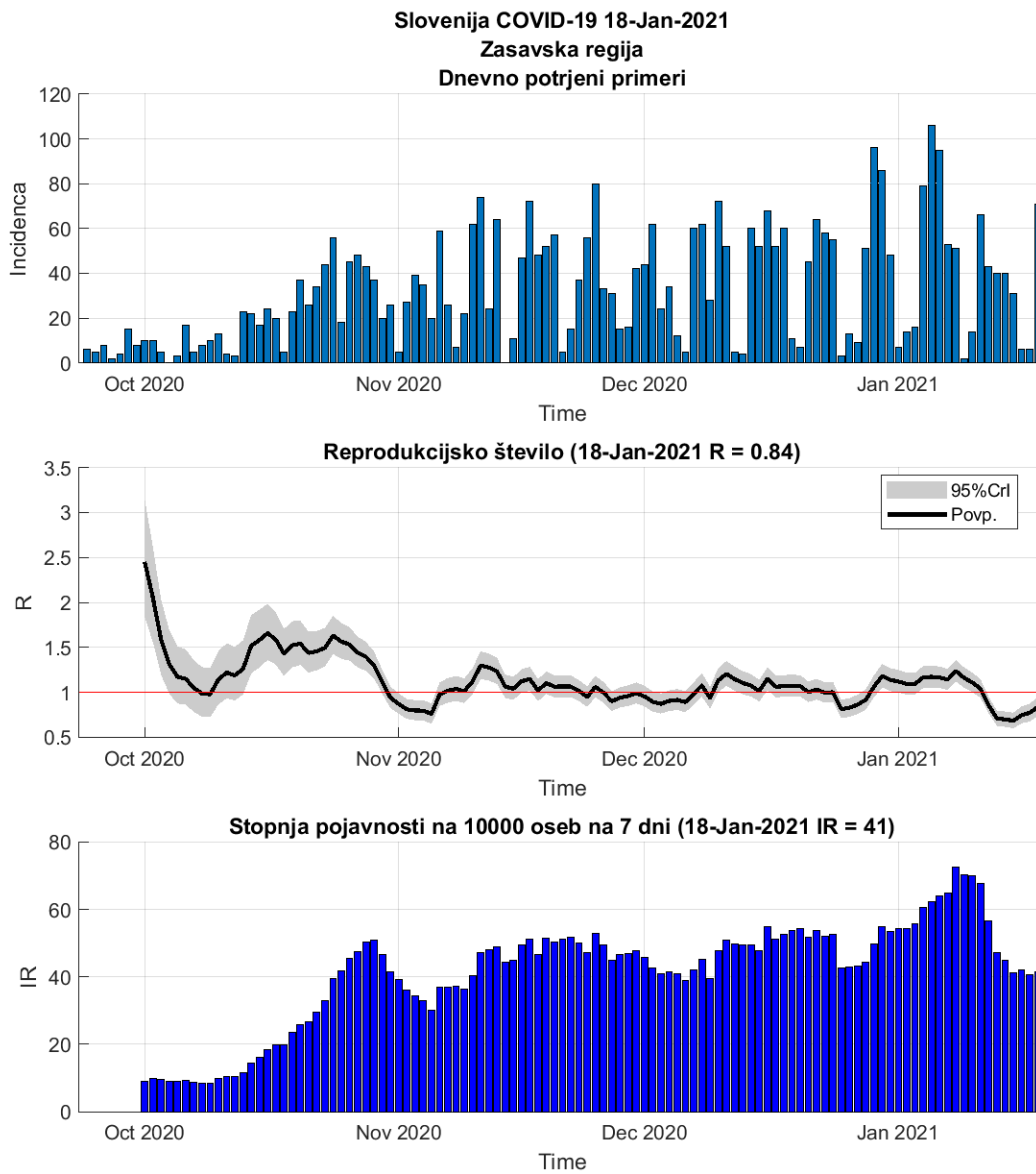 Slovenija COVID-19 18-Jan-2021
Zasavska regija
Dnevno potrjeni primeri
120
100
80
60
40
20
0
Incidenca
Oct 2020
Nov 2020
Dec 2020
Jan 2021
Time
Reprodukcijsko število (18-Jan-2021 R = 0.84)
3.5
3
2.5
2
1.5
1
0.5
R
95%CrI
Povp.
Oct 2020
Nov 2020
Dec 2020
Jan 2021
Time
Stopnja pojavnosti na 10000 oseb na 7 dni (18-Jan-2021 IR = 41)
80
60
40
20
0
IR
Oct 2020
Nov 2020
Dec 2020
Jan 2021
Time